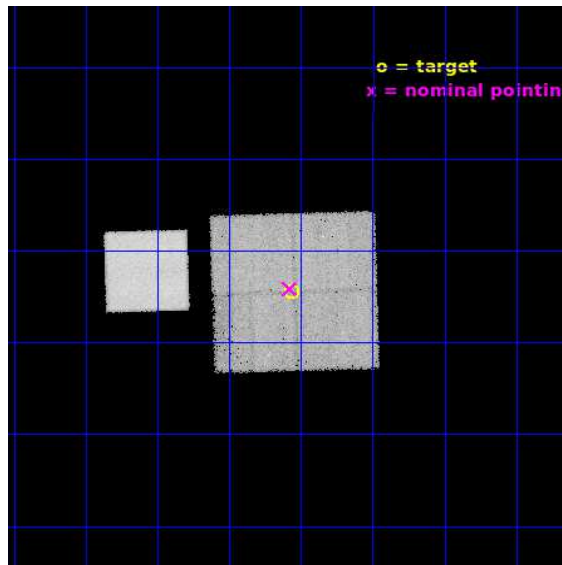 o = target
x = nominal pointin